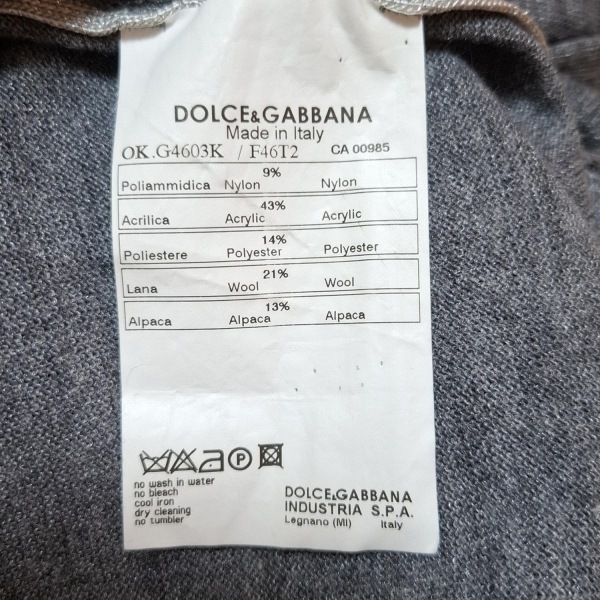 DOLCE&GABBANA
Made in Italy
OK.G4603K / F46T2 CA 00985
9%
Poliammidica Nylon Nylon
43%
Acrilica Acrylic Acrylic
14%
Poliestere Polyester Polyester
21%
Lana Wool Wool
13%
Alpaca Alpaca Alpaca
P
no wash in water
no bleach
cool iron
dry cleaning
no tumbler
DOLCE&GABBANA
INDUSTRIA S.P.A.
Legnano (MI) Italy